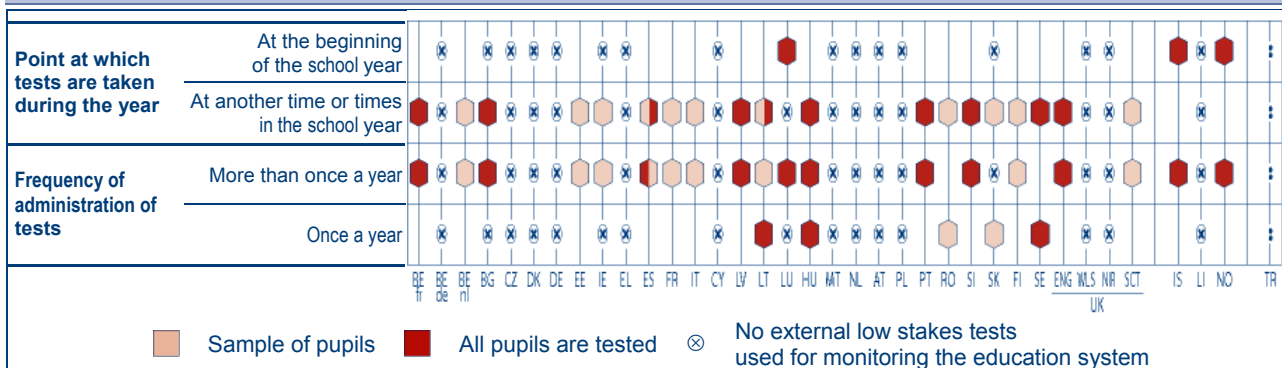 Point at which
tests are taken
during the year
At the beginning
of the school year
At another time or times
in the school year
Frequency of
administration of
tests
More than once a year
Once a year
BE fr BE de BE nl BG CZ DK DE EE IE EL ES FR IT CY LV LT LU HU MT NL AT PL PT RO SI SK FI SE ENG WLS NIR SCT IS LI NO TR
UK
Sample of pupils
All pupils are tested
No external low stakes tests
used for monitoring the education system